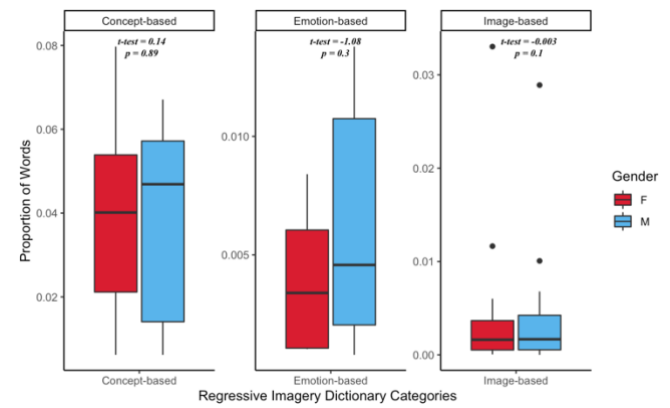 Concept-based
Emotion-based
Image-based
t-test = 0.14
p = 0.89
t-test = -1.08
p = 0.3
t-test = -0.003
p = 0.1
Proportion of Words
0.08
0.06
0.04
0.02
0.010
0.005
0.03
0.02
0.01
0.00
Gender
F
M
Concept-based
Emotion-based
Image-based
Regressive Imagery Dictionary Categories